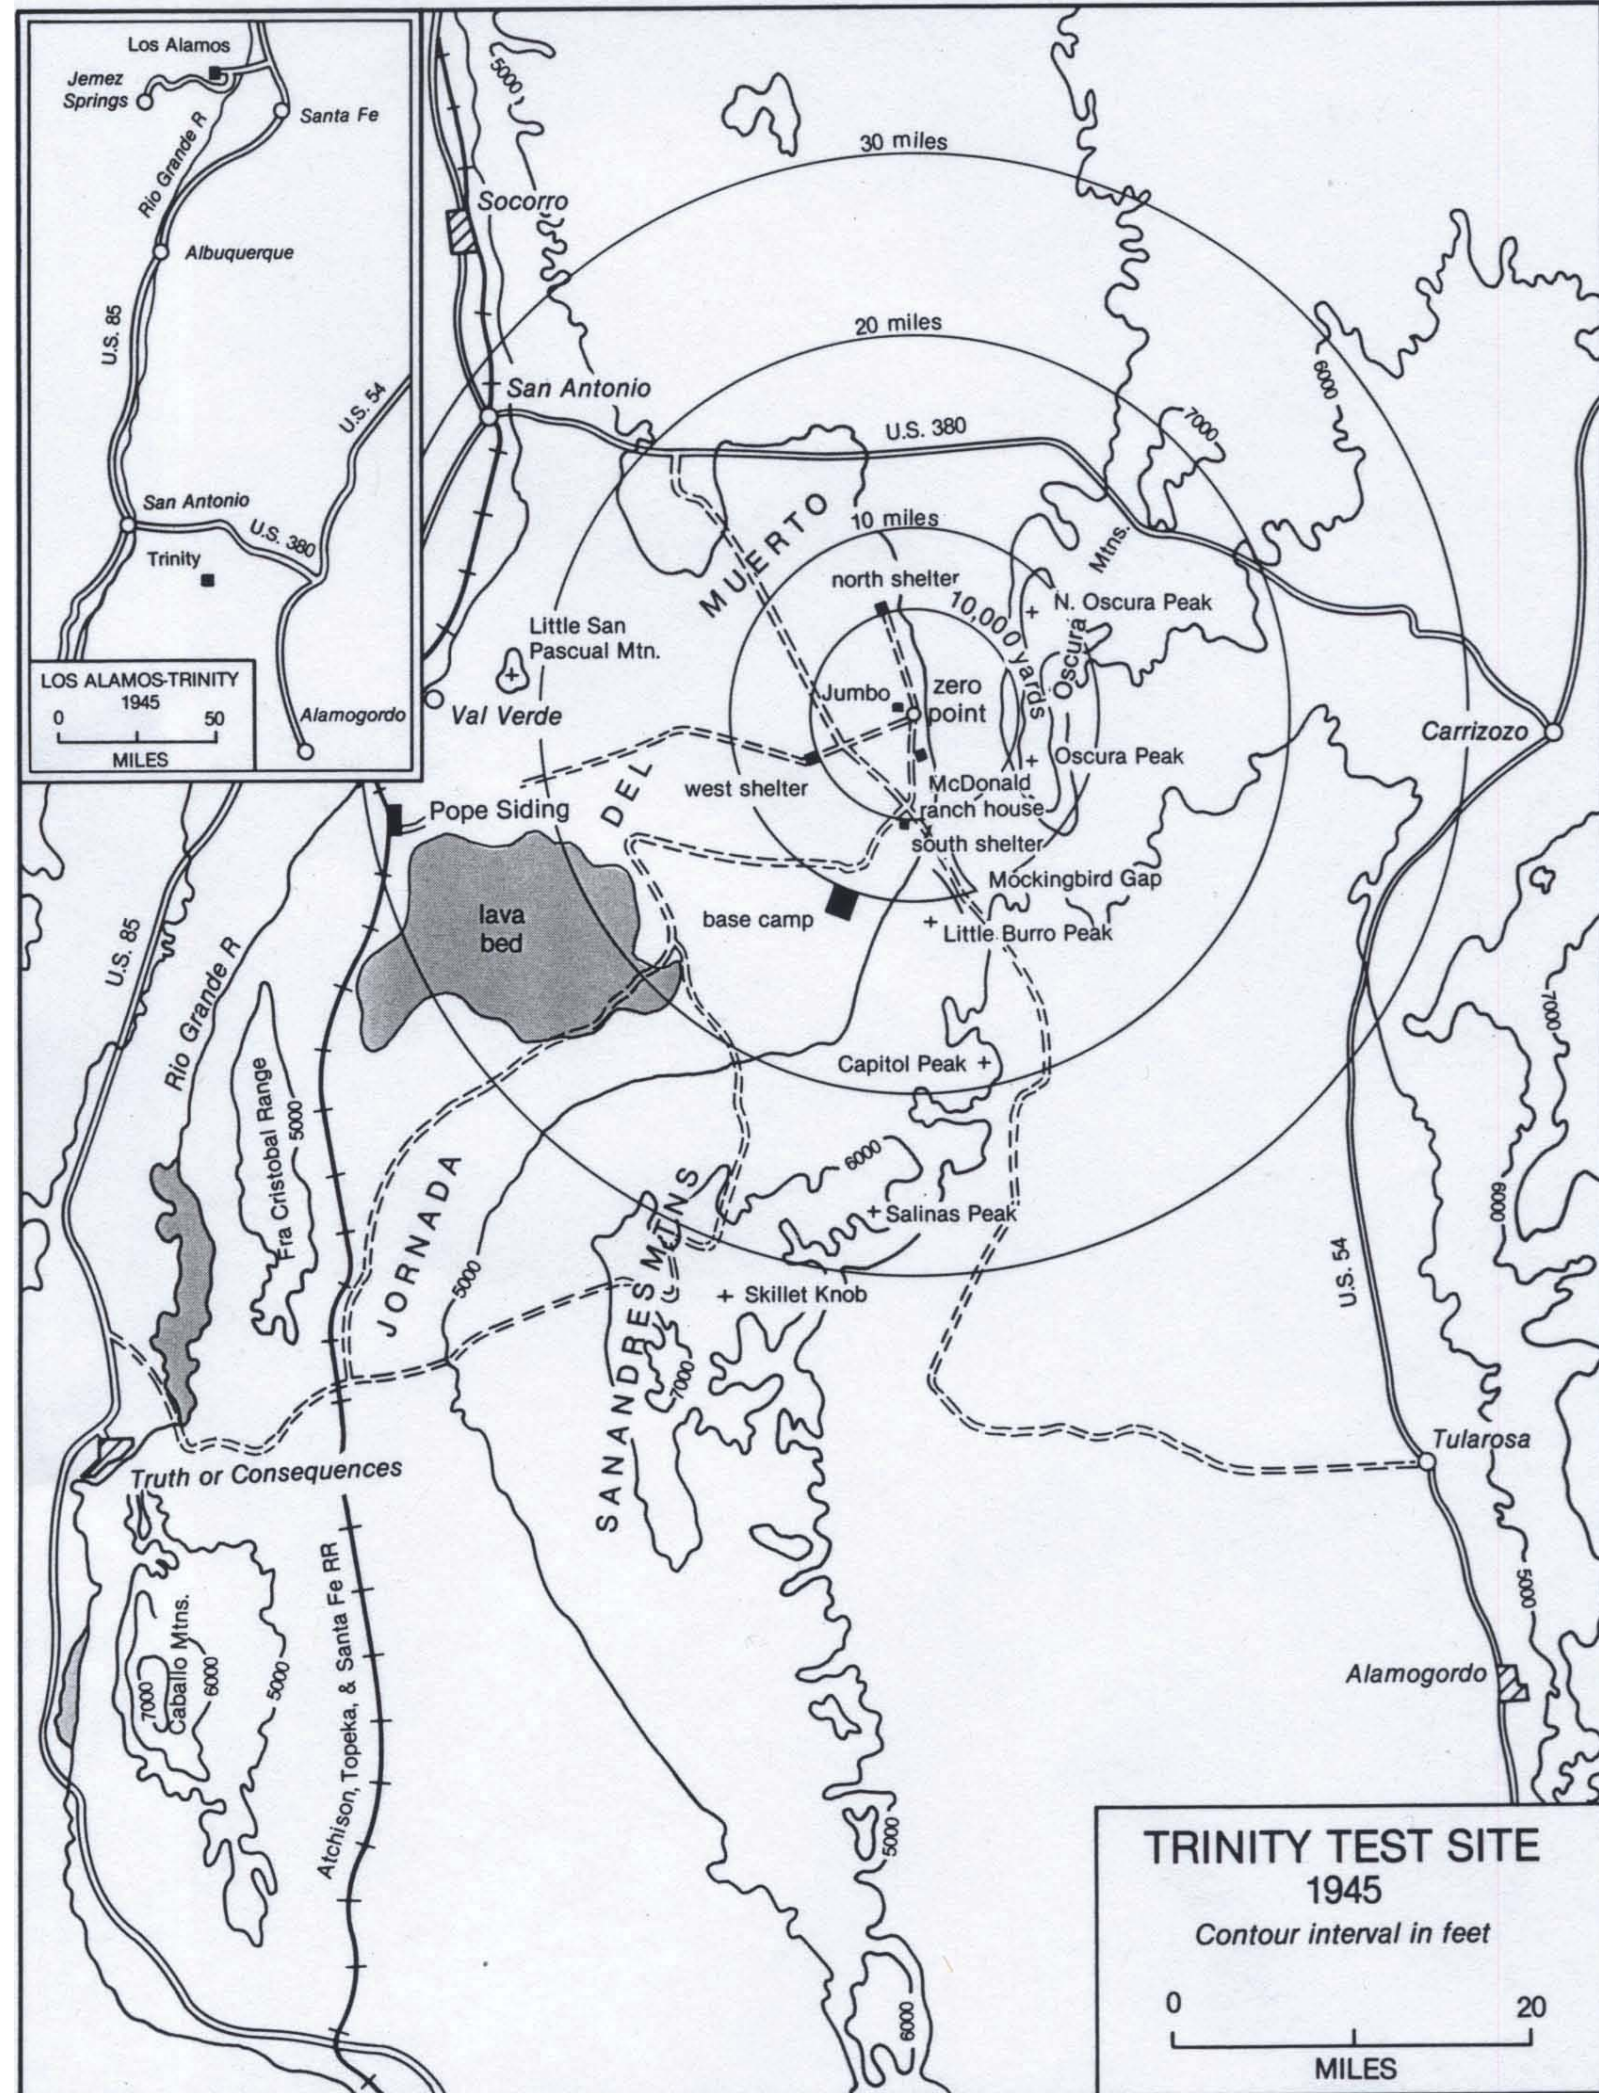 Los Alamos
Jemez
Springs
Santa Fe
Rio Grande R
Albuquerque
U.S. 85
U.S. 54
San Antonio
U.S. 380
Trinity
Alamogordo
LOS ALAMOS-TRINITY
1945
0 50
MILES
5000
30 miles
Socorro
20 miles
6000
San Antonio
U.S. 380
7000
10 miles
MUERTO
Mtns.
north shelter
10,000 yards
N. Oscura Peak
Oscura
Little San
Pascual Mtn.
Jumbo
zero
point
Val Verde
Carrizozo
Oscura Peak
west shelter
McDonald
ranch house
DEL
Pope Siding
south shelter
Mockingbird Gap
lava
bed
base camp
Little Burro Peak
U.S. 85
Rio Grande R
7000
Capitol Peak
Fra Cristobal Range
5000
6000
JORNADA
Salinas Peak
6000
5000
SAN ANDRES MTNS
Skillet Knob
U.S. 54
7000
Tularosa
Truth or Consequences
Atchison, Topeka, & Santa Fe RR
5000
7000
Caballo Mtns.
6000
5000
Alamogordo
5000
6000
TRINITY TEST SITE
1945
Contour interval in feet
0 20
MILES